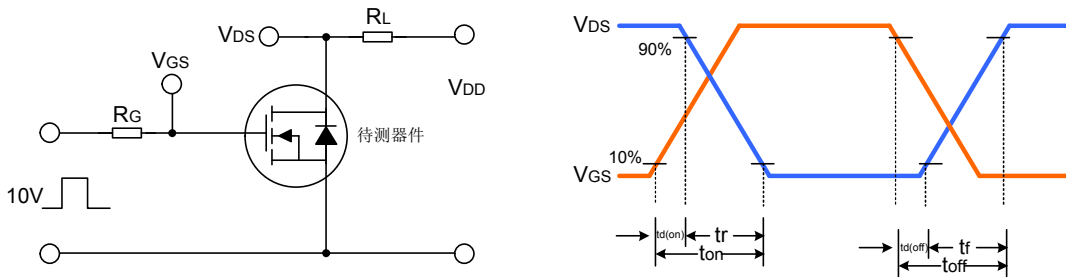 VDS
RL
VGS
VDD
RG
待测器件
10V
VDS
90%
10%
VGS
td(on)
tr
ton
td(off)
tf
toff